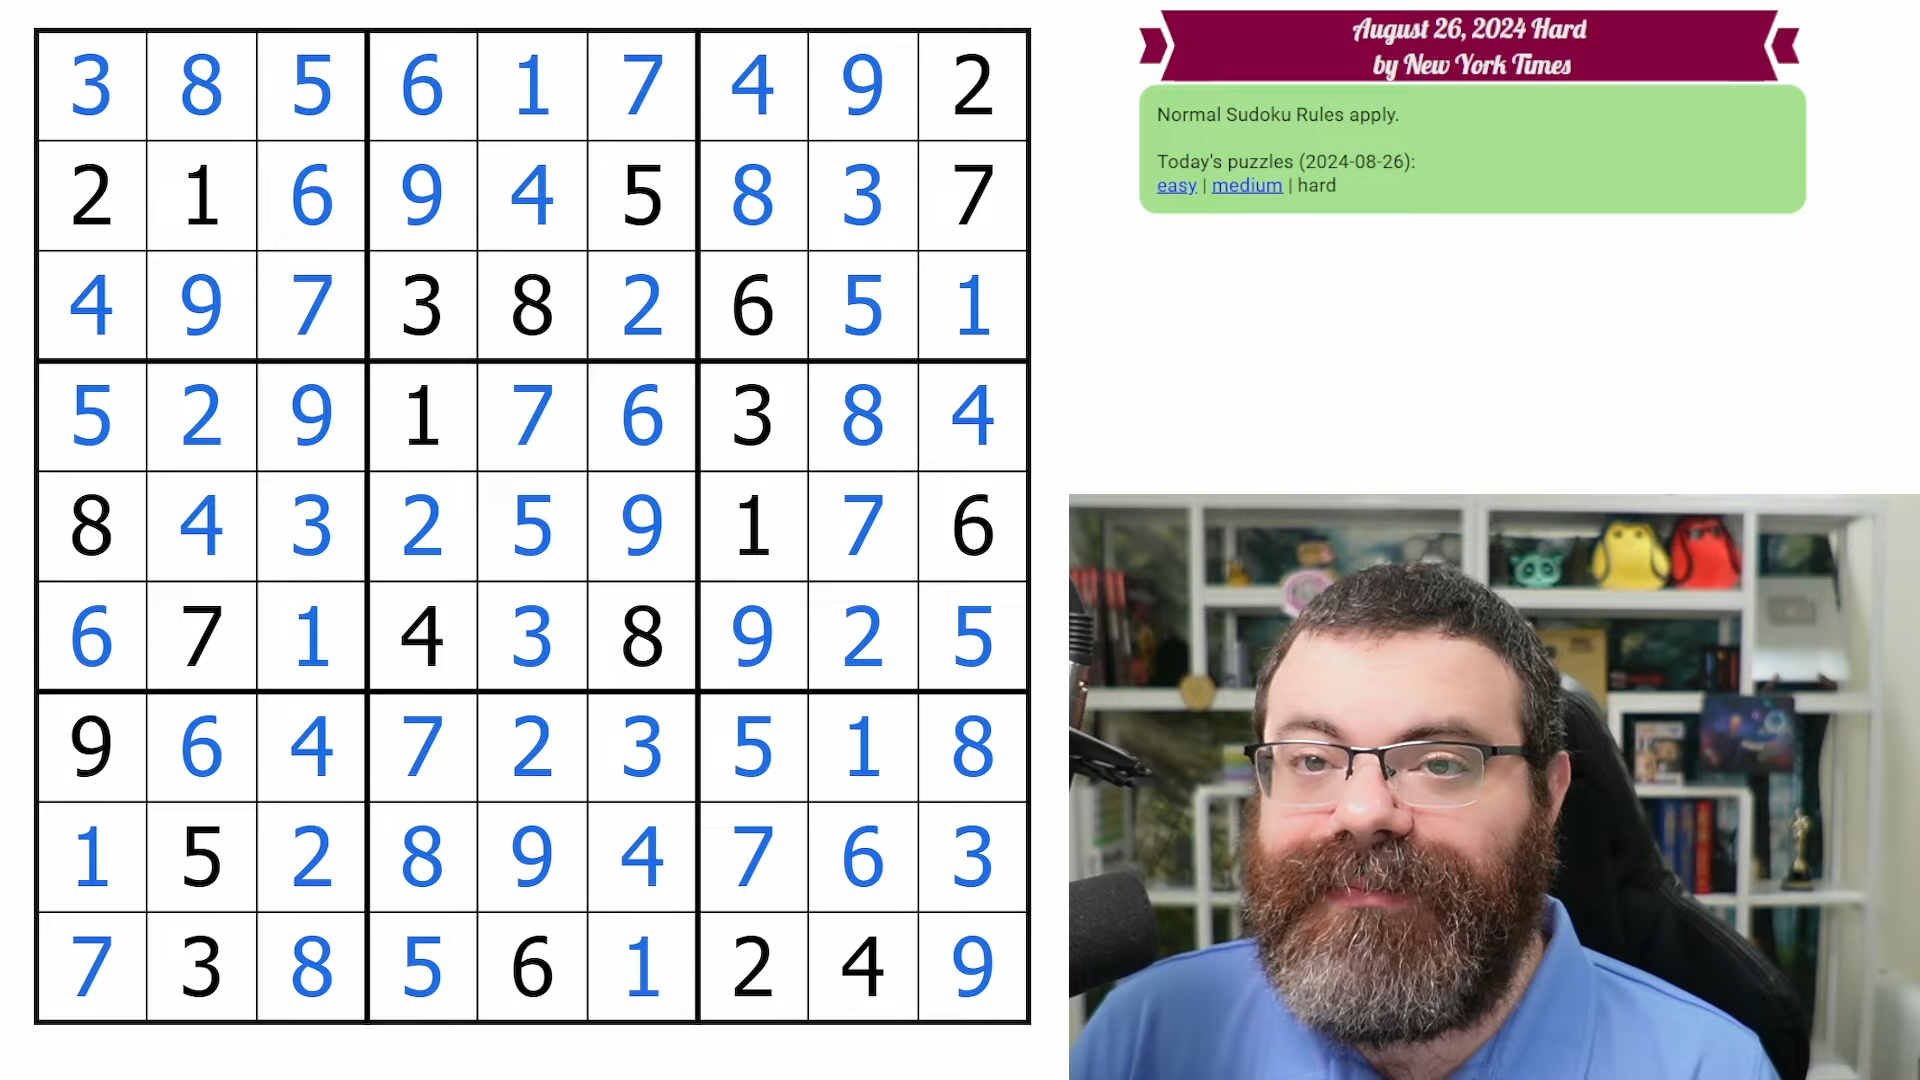 3 8 5 6 1 7 4 9 2
2 1 6 9 4 5 8 3 7
4 9 7 3 8 2 6 5 1
5 2 9 1 7 6 3 8 4
8 4 3 2 5 9 1 7 6
6 7 1 4 3 8 9 2 5
9 6 4 7 2 3 5 1 8
1 5 2 8 9 4 7 6 3
7 3 8 5 6 1 2 4 9
August 26, 2024 Hard
by New York Times
Normal Sudoku Rules apply.
Today's puzzles (2024-08-26):
easy | medium | hard